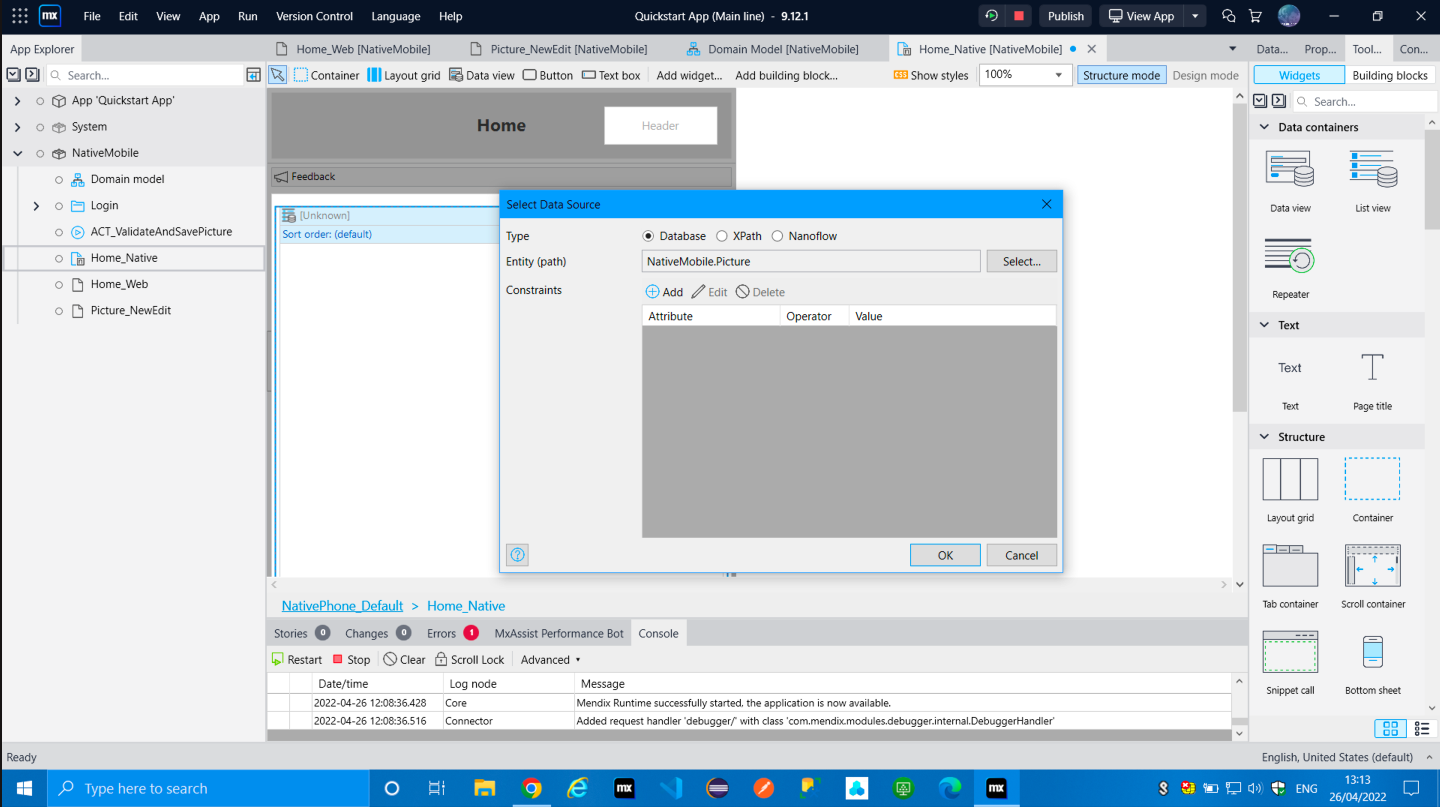 mx File Edit View App Run Version Control Language Help Quickstart App (Main line) - 9.12.1 Publish View App
App Explorer Home_Web [NativeMobile] Picture_NewEdit [NativeMobile] Domain Model [NativeMobile] Home_Native [NativeMobile] Data... Prop... Tool... Con...
Search... Container Layout grid Data view Button Text box Add widget... Add building block... Show styles 100% Structure mode Design mode Widgets Building blocks
App 'Quickstart App'
System
NativeMobile
Domain model
Login
ACT_ValidateAndSavePicture
Home_Native
Home_Web
Picture_NewEdit
Home Header
Feedback
[Unknown]
Sort order: (default)
Select Data Source
Type Database XPath Nanoflow
Entity (path) NativeMobile.Picture Select...
Constraints Add Edit Delete
Attribute Operator Value
OK Cancel
NativePhone_Default > Home_Native
Stories 0 Changes 0 Errors 1 MxAssist Performance Bot Console
Restart Stop Clear Scroll Lock Advanced
Date/time Log node Message
2022-04-26 12:08:36.428 Core Mendix Runtime successfully started, the application is now available.
2022-04-26 12:08:36.516 Connector Added request handler 'debugger/' with class 'com.mendix.modules.debugger.internal.DebuggerHandler'
Search...
Data containers
Data view List view
Repeater
Text
Text
Text Page title
Structure
Layout grid Container
Tab container Scroll container
Snippet call Bottom sheet
Ready English, United States (default)
Type here to search mx mx ENG 13:13
26/04/2022